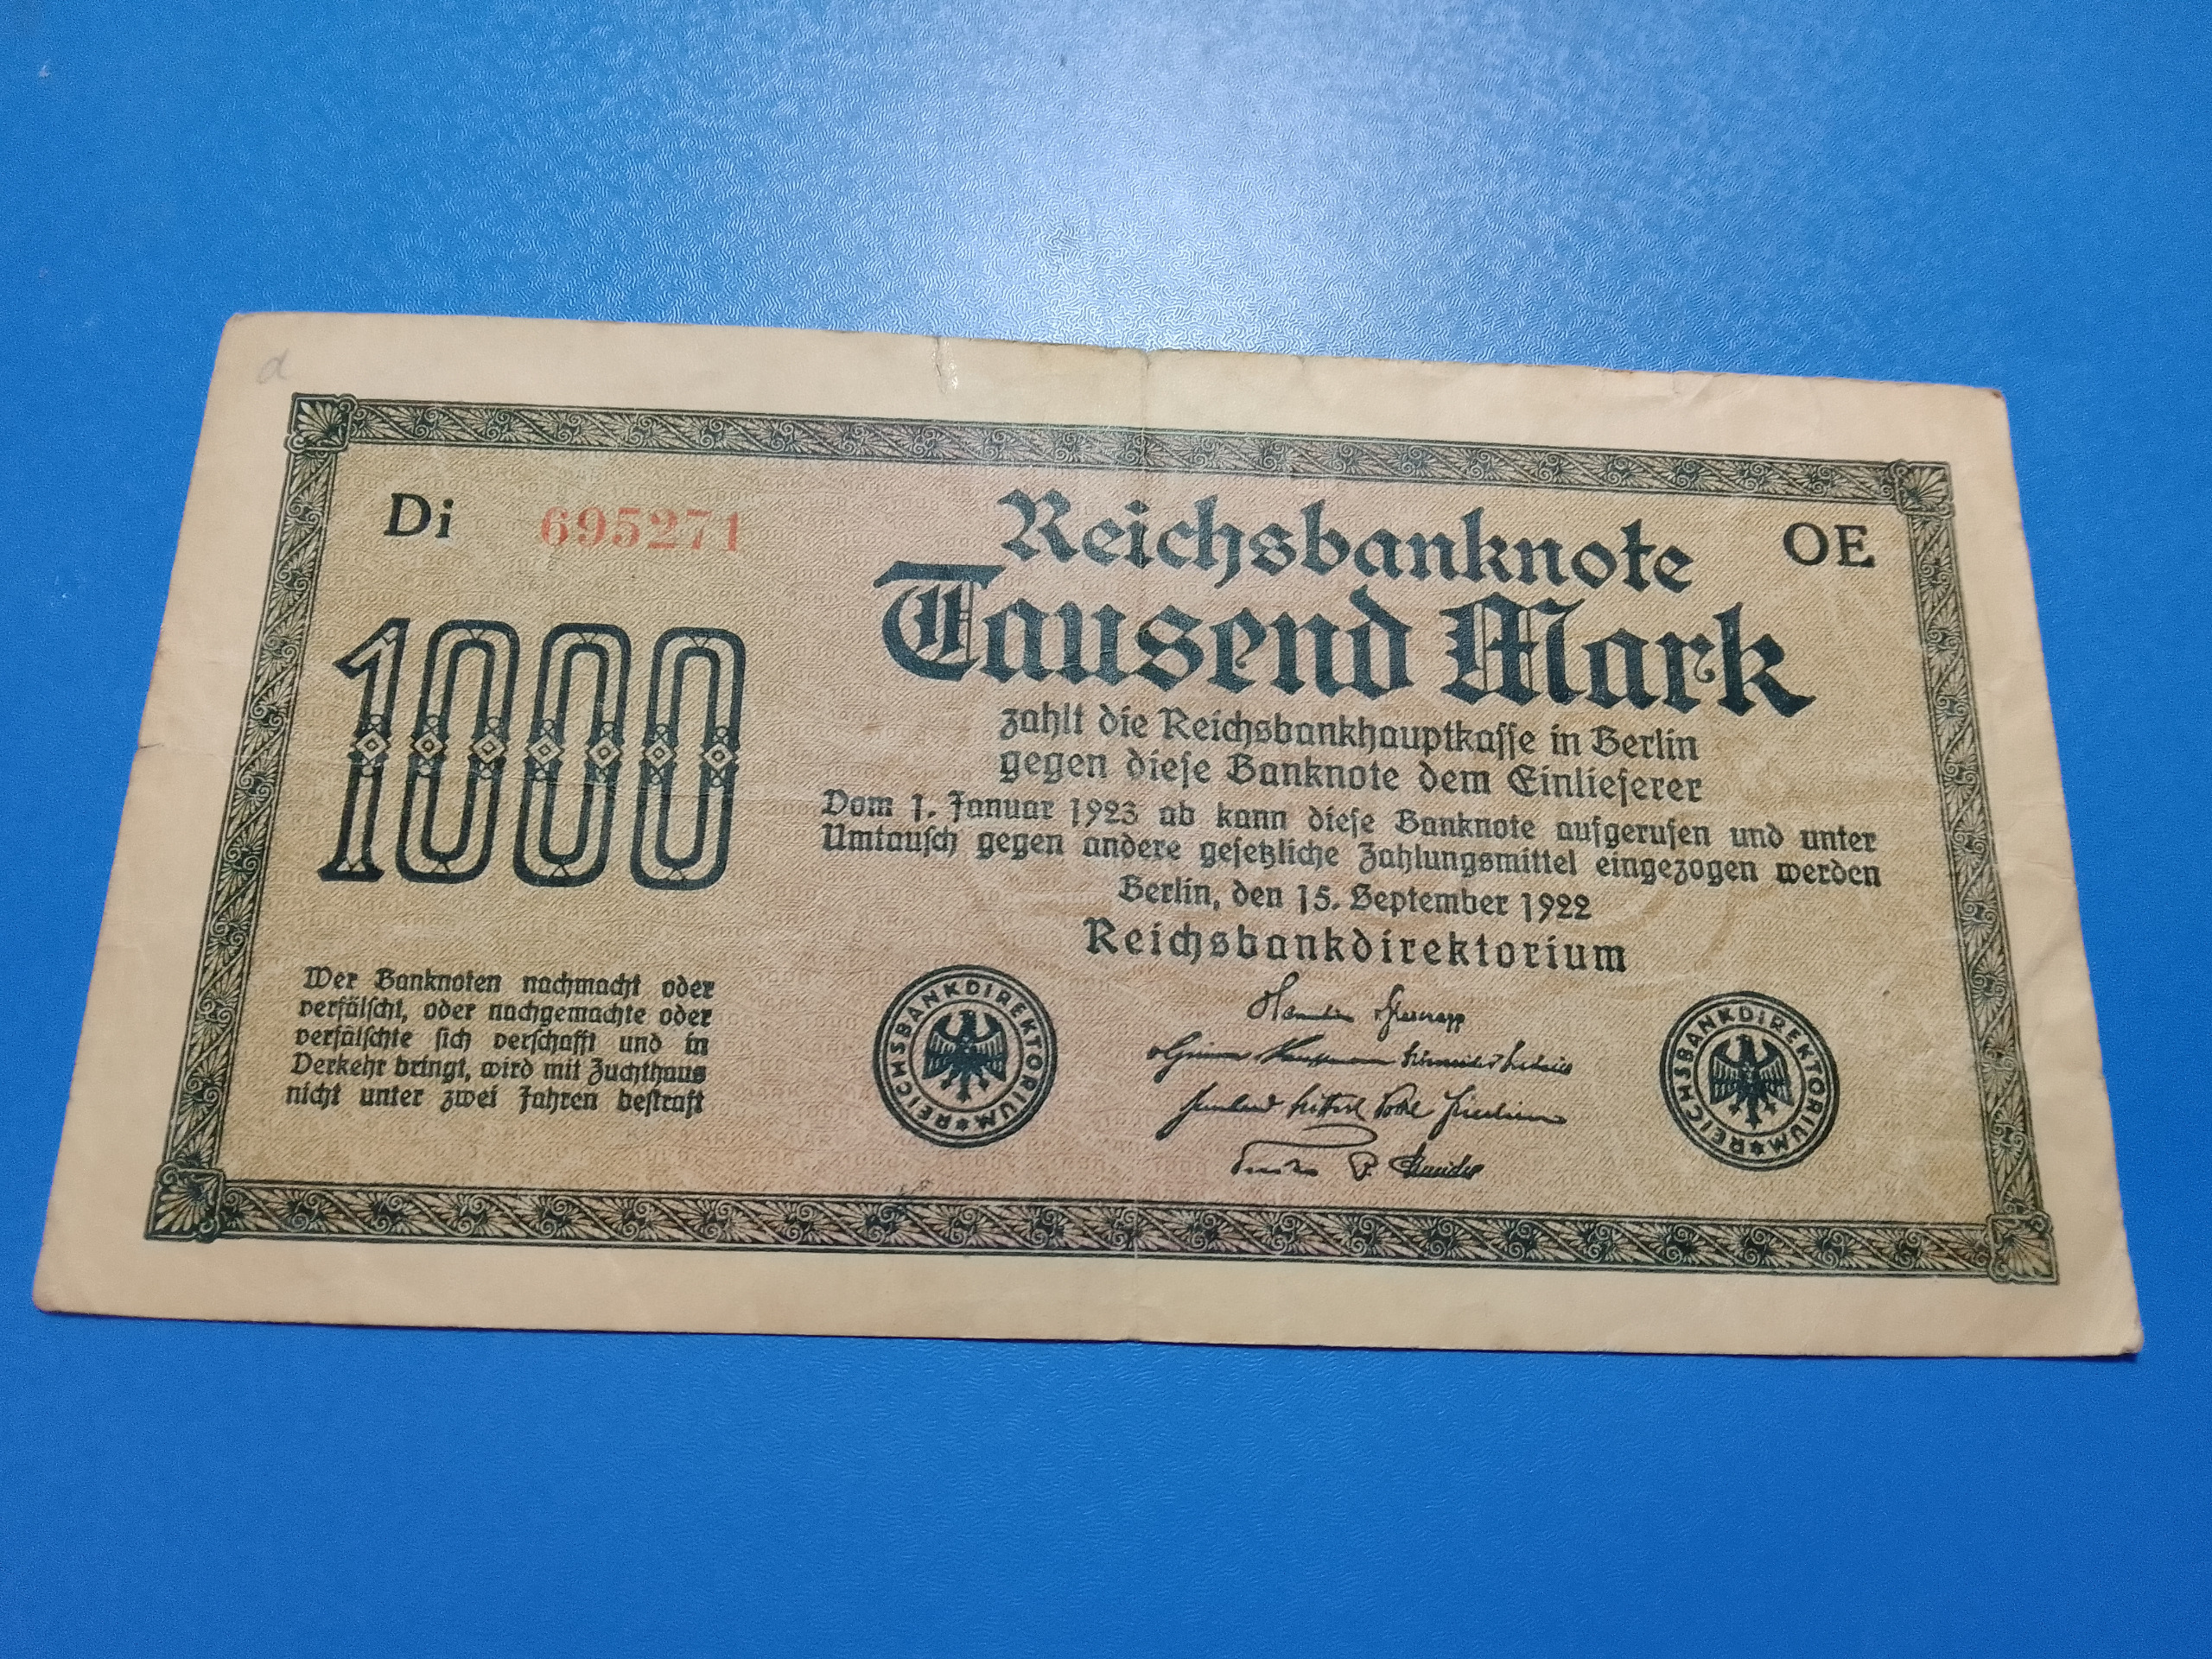 d
Di 695271
Reichsbanknote OE
Tausend Mark
1000
zahlt die Reichsbankhauptkasse in Berlin
gegen diese Banknote dem Einlieferer
Vom 1. Januar 1923 ab kann diese Banknote aufgerufen und unter
Umtausch gegen andere gesetzliche Zahlungsmittel eingezogen werden
Berlin, den 15. September 1922
Reichsbankdirektorium
Wer Banknoten nachmacht oder
verfälscht, oder nachgemachte oder
verfälschte sich verschafft und in
Verkehr bringt, wird mit Zuchthaus
nicht unter zwei Jahren bestraft
REICHSBANKDIREKTORIUM
REICHSBANKDIREKTORIUM